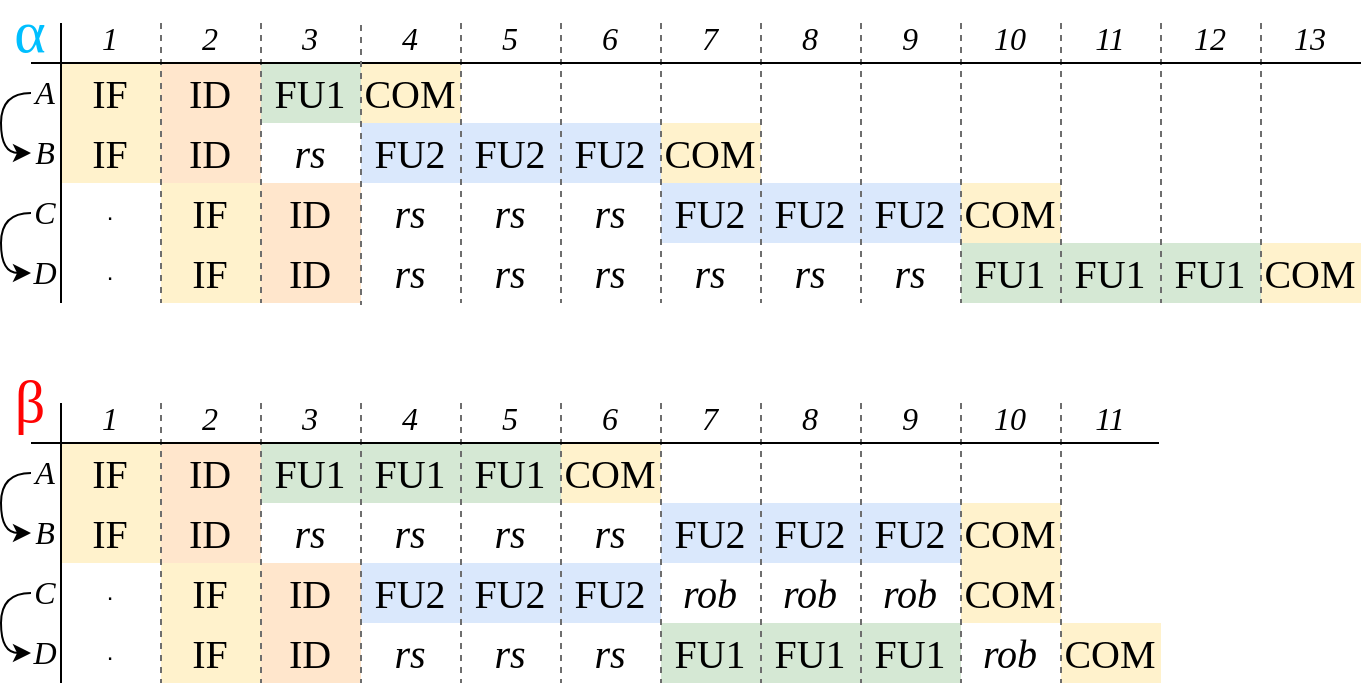 α 1 2 3 4 5 6 7 8 9 10 11 12 13
A IF ID FU1 COM
B IF ID rs FU2 FU2 FU2 COM
C . IF ID rs rs rs FU2 FU2 FU2 COM
D . IF ID rs rs rs rs rs rs FU1 FU1 FU1 COM
β 1 2 3 4 5 6 7 8 9 10 11
A IF ID FU1 FU1 FU1 COM
B IF ID rs rs rs rs FU2 FU2 FU2 COM
C . IF ID FU2 FU2 FU2 rob rob rob COM
D . IF ID rs rs rs FU1 FU1 FU1 rob COM